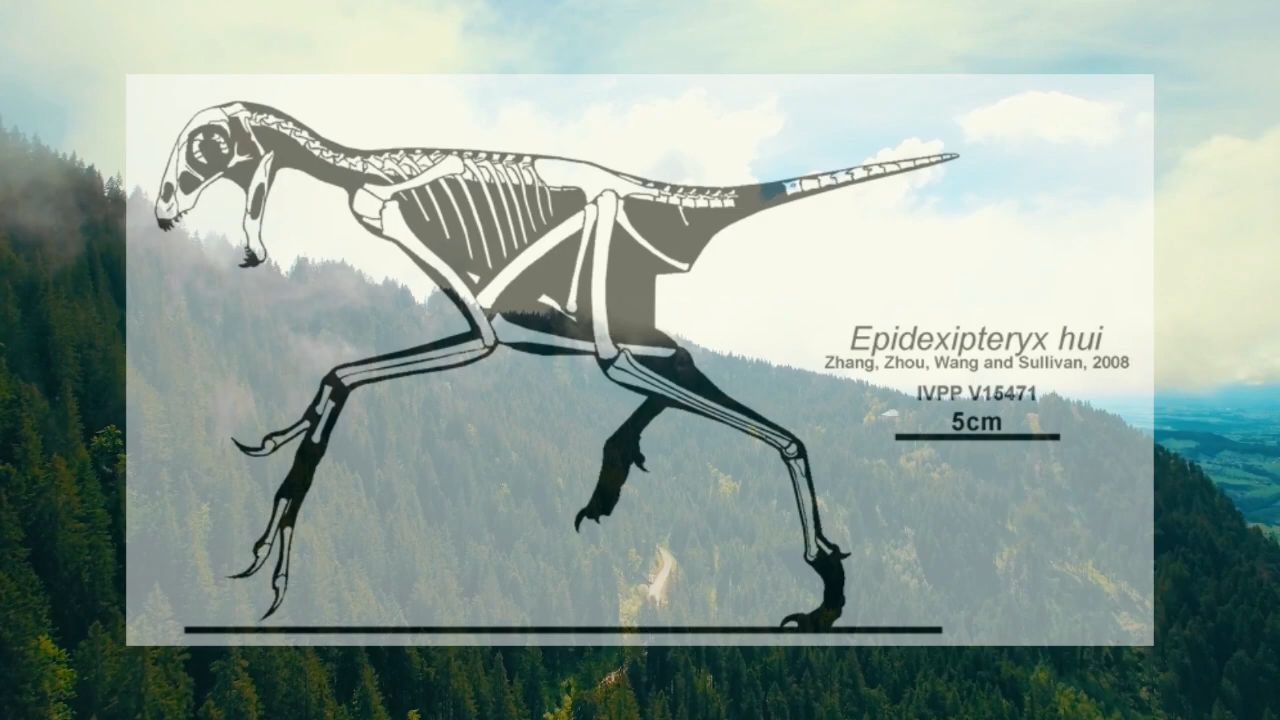 Epidexipteryx hui
Zhang, Zhou, Wang and Sullivan, 2008
IVPP V15471
5cm